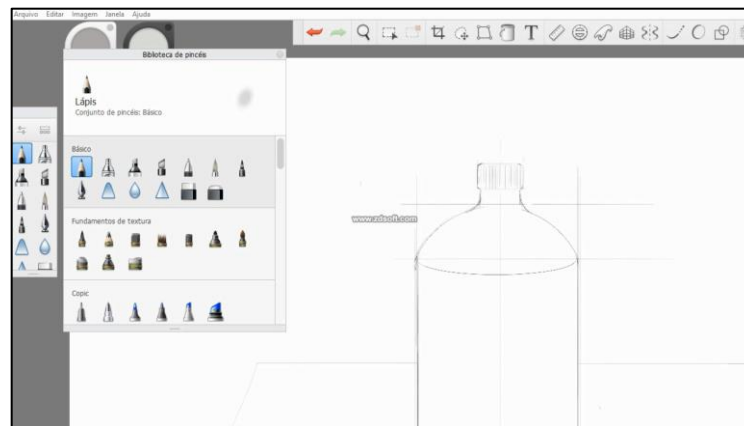 Arquivo Editar Imagem Janela Ajuda
Biblioteca de pincéis
Lápis
Conjunto de pincéis: Básico
Básico
Fundamentos de textura
Copic
T
www.zdsoft.com